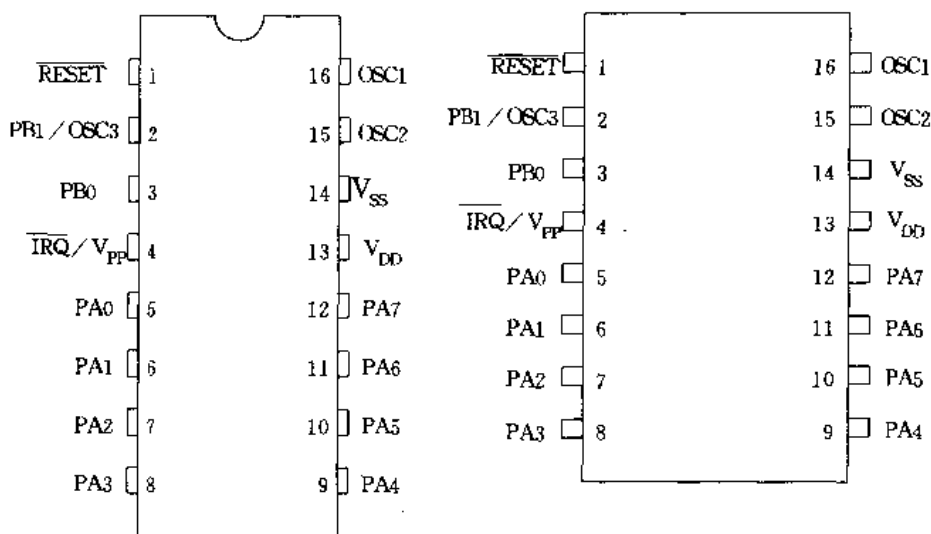 RESET 1 16 OSC1
PB1/OSC3 2 15 OSC2
PB0 3 14 VSS
IRQ/VPP 4 13 VDD
PA0 5 12 PA7
PA1 6 11 PA6
PA2 7 10 PA5
PA3 8 9 PA4
RESET 1 16 OSC1
PB1/OSC3 2 15 OSC2
PB0 3 14 VSS
IRQ/VPP 4 13 VDD
PA0 5 12 PA7
PA1 6 11 PA6
PA2 7 10 PA5
PA3 8 9 PA4